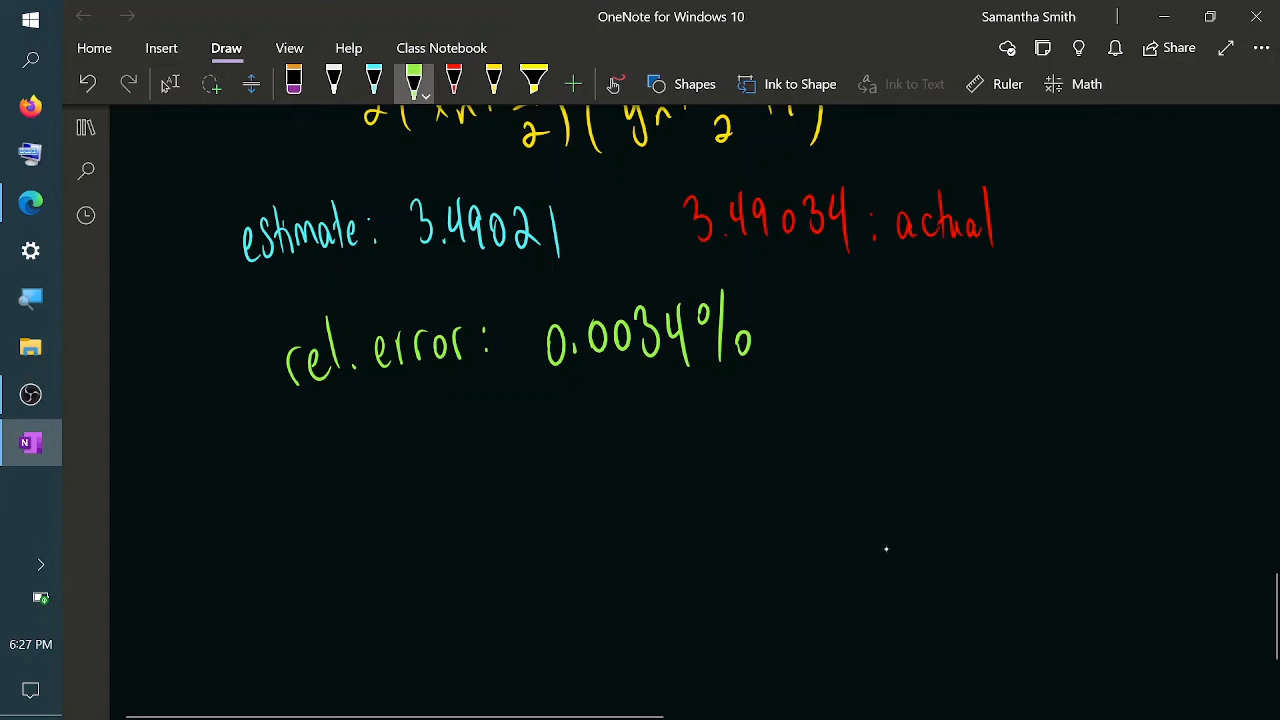 OneNote for Windows 10
Samantha Smith
Home Insert Draw View Help Class Notebook
Share
Shapes Ink to Shape Ink to Text Ruler Math
estimate: 3.49021 3.49034 : actual
rel. error: 0.0034%
N
6:27 PM